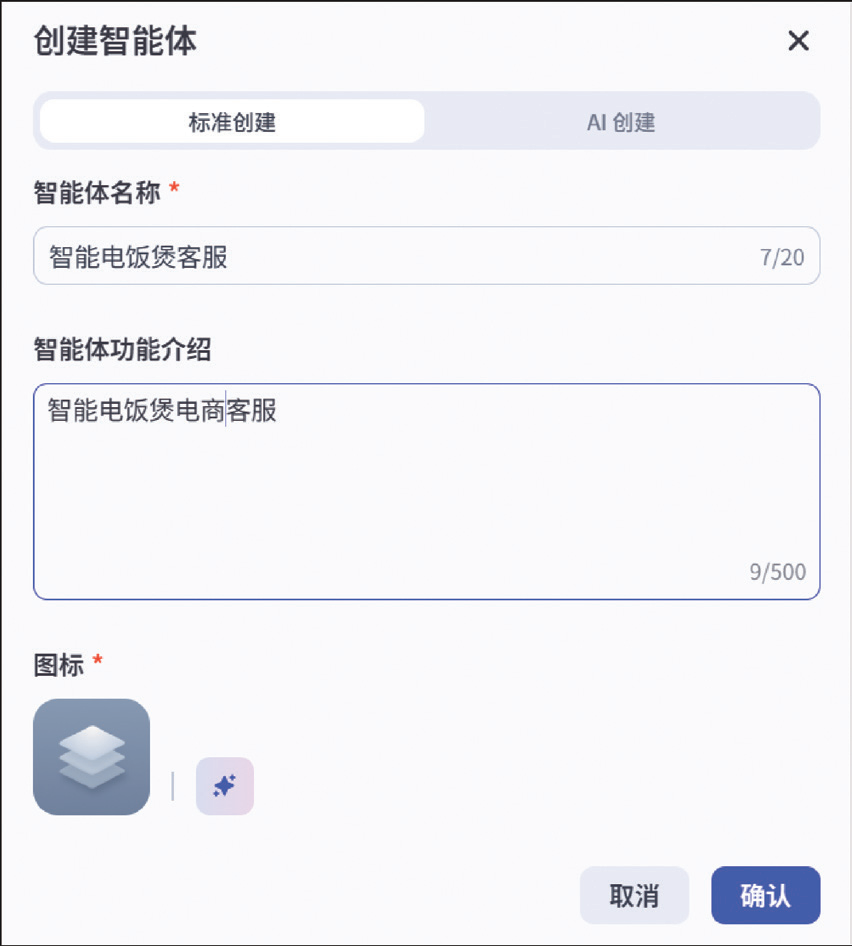 创建智能体
标准创建 AI 创建
智能体名称 *
智能电饭煲客服 7/20
智能体功能介绍
智能电饭煲电商客服
9/500
图标 *
取消 确认